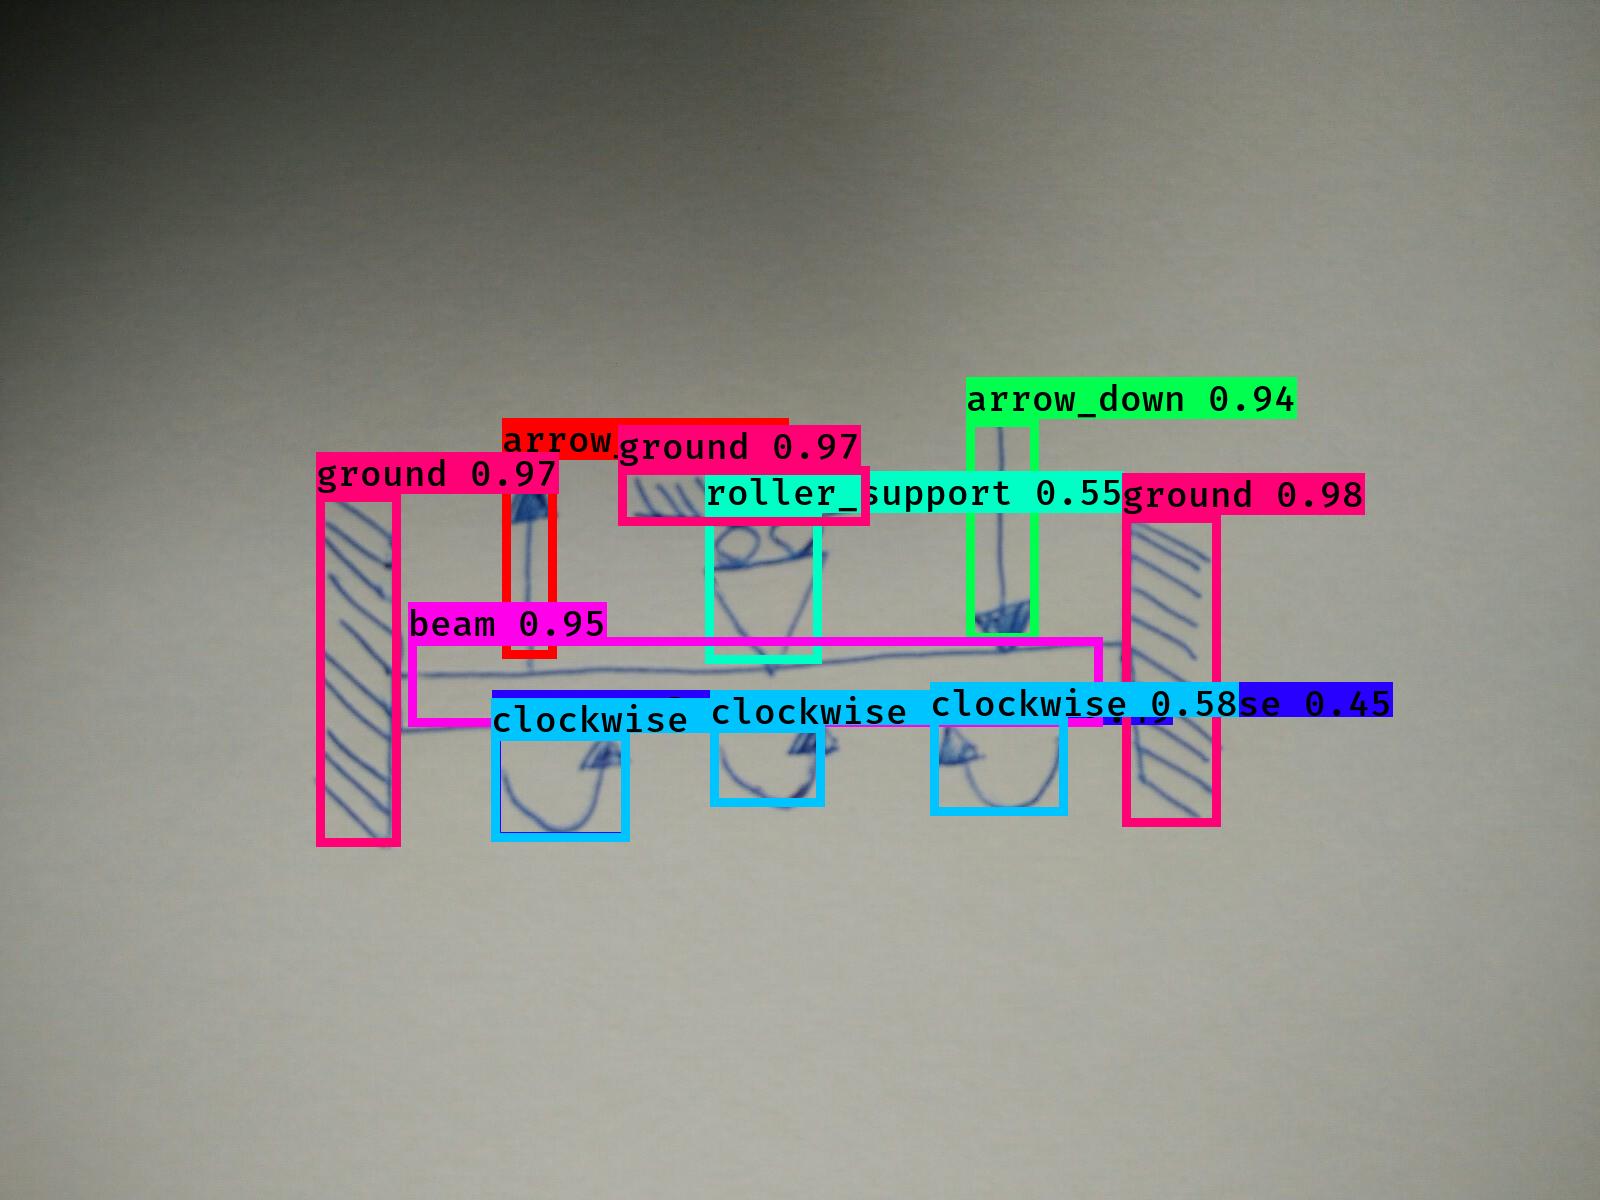 arrow_down 0.94
arrow_
ground 0.97
ground 0.97
roller_support 0.55
ground 0.98
beam 0.95
clockwise
clockwise
clockwise 0.58
se 0.45